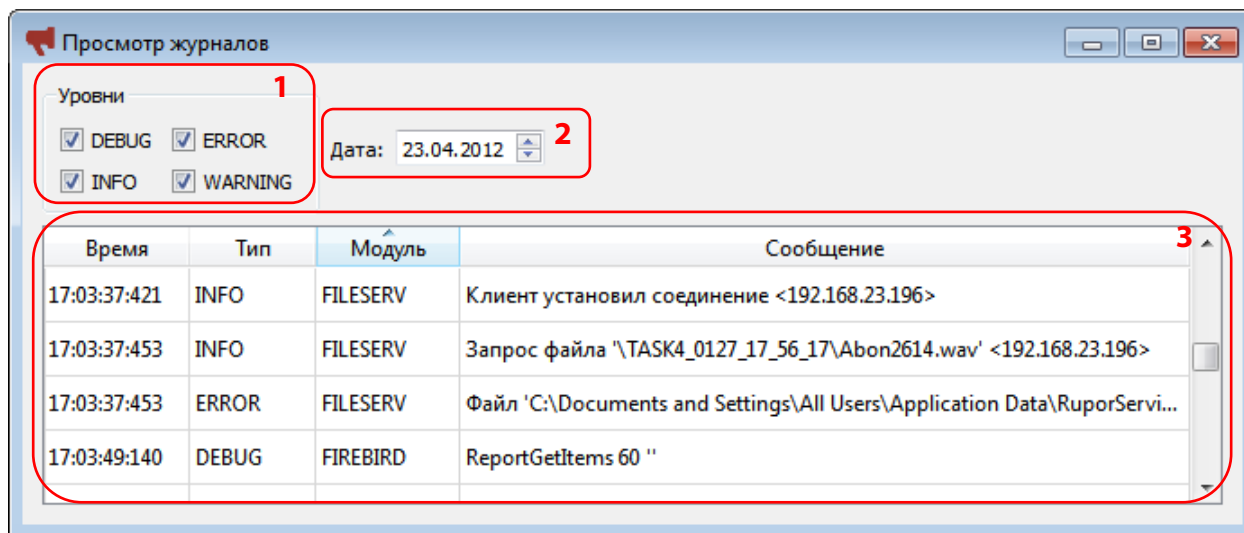 Просмотр журналов
1
Уровни
DEBUG ERROR
INFO WARNING
Дата: 23.04.2012 2
3
Время Тип Модуль Сообщение
17:03:37:421 INFO FILESERV Клиент установил соединение <192.168.23.196>
17:03:37:453 INFO FILESERV Запрос файла '\TASK4_0127_17_56_17\Abon2614.wav' <192.168.23.196>
17:03:37:453 ERROR FILESERV Файл 'C:\Documents and Settings\All Users\Application Data\RuporServi...
17:03:49:140 DEBUG FIREBIRD ReportGetItems 60 ''